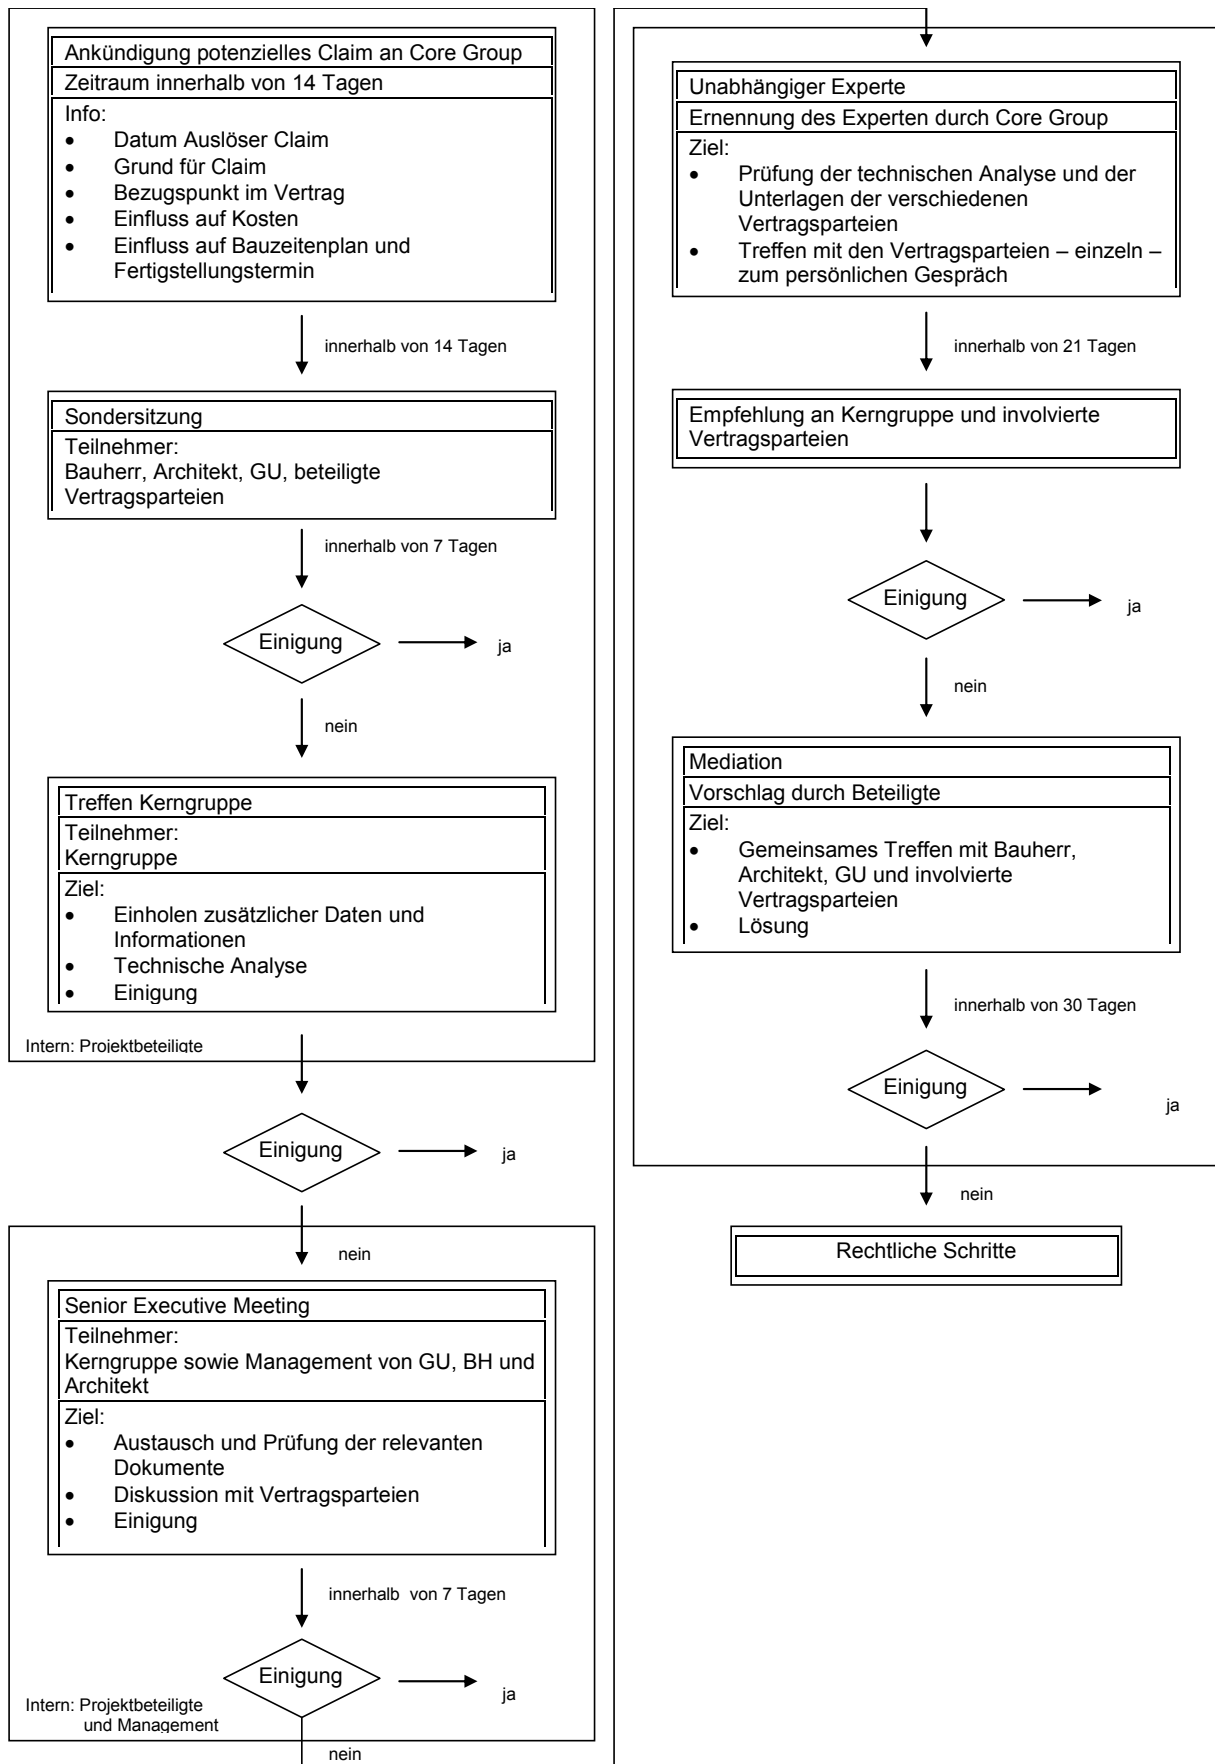 Ankündigung potenzielles Claim an Core Group
Zeitraum innerhalb von 14 Tagen
Info:
• Datum Auslöser Claim
• Grund für Claim
• Bezugspunkt im Vertrag
• Einfluss auf Kosten
• Einfluss auf Bauzeitenplan und
Fertigstellungstermin
innerhalb von 14 Tagen
Sondersitzung
Teilnehmer:
Bauherr, Architekt, GU, beteiligte
Vertragsparteien
innerhalb von 7 Tagen
Einigung
ja
nein
Treffen Kerngruppe
Teilnehmer:
Kerngruppe
Ziel:
• Einholen zusätzlicher Daten und
Informationen
• Technische Analyse
• Einigung
Intern: Projektbeteiligte
Einigung
ja
nein
Senior Executive Meeting
Teilnehmer:
Kerngruppe sowie Management von GU, BH und
Architekt
Ziel:
• Austausch und Prüfung der relevanten
Dokumente
• Diskussion mit Vertragsparteien
• Einigung
innerhalb von 7 Tagen
Einigung
ja
Intern: Projektbeteiligte
und Management
nein
Unabhängiger Experte
Ernennung des Experten durch Core Group
Ziel:
• Prüfung der technischen Analyse und der
Unterlagen der verschiedenen
Vertragsparteien
• Treffen mit den Vertragsparteien – einzeln –
zum persönlichen Gespräch
innerhalb von 21 Tagen
Empfehlung an Kerngruppe und involvierte
Vertragsparteien
Einigung
ja
nein
Mediation
Vorschlag durch Beteiligte
Ziel:
• Gemeinsames Treffen mit Bauherr,
Architekt, GU und involvierte
Vertragsparteien
• Lösung
innerhalb von 30 Tagen
Einigung
ja
nein
Rechtliche Schritte